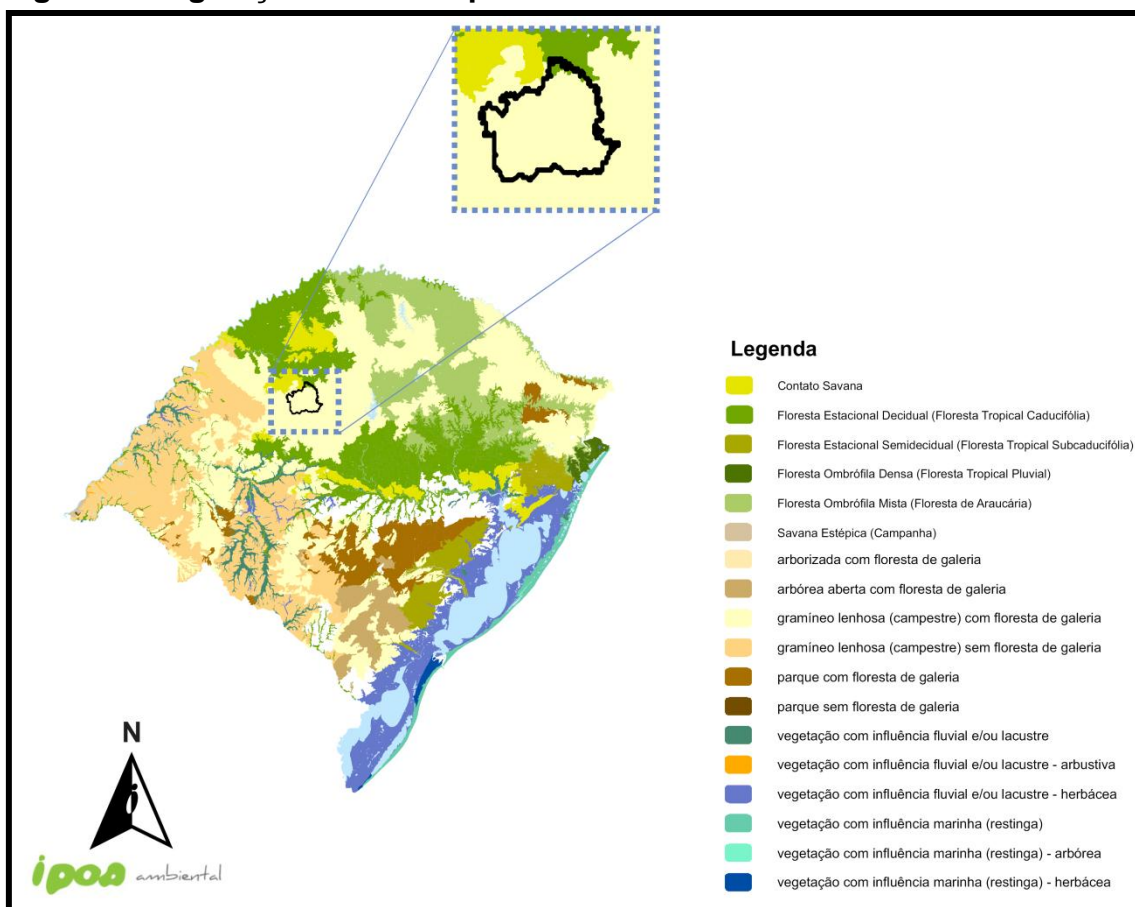 Legenda
Contato Savana
Floresta Estacional Decidual (Floresta Tropical Caducifólia)
Floresta Estacional Semidecidual (Floresta Tropical Subcaducifólia)
Floresta Ombrófila Densa (Floresta Tropical Pluvial)
Floresta Ombrófila Mista (Floresta de Araucária)
Savana Estépica (Campanha)
arborizada com floresta de galeria
arbórea aberta com floresta de galeria
gramíneo lenhosa (campestre) com floresta de galeria
gramíneo lenhosa (campestre) sem floresta de galeria
parque com floresta de galeria
parque sem floresta de galeria
vegetação com influência fluvial e/ou lacustre
vegetação com influência fluvial e/ou lacustre - arbustiva
vegetação com influência fluvial e/ou lacustre - herbácea
vegetação com influência marinha (restinga)
vegetação com influência marinha (restinga) - arbórea
vegetação com influência marinha (restinga) - herbácea
N
ipoa ambiental